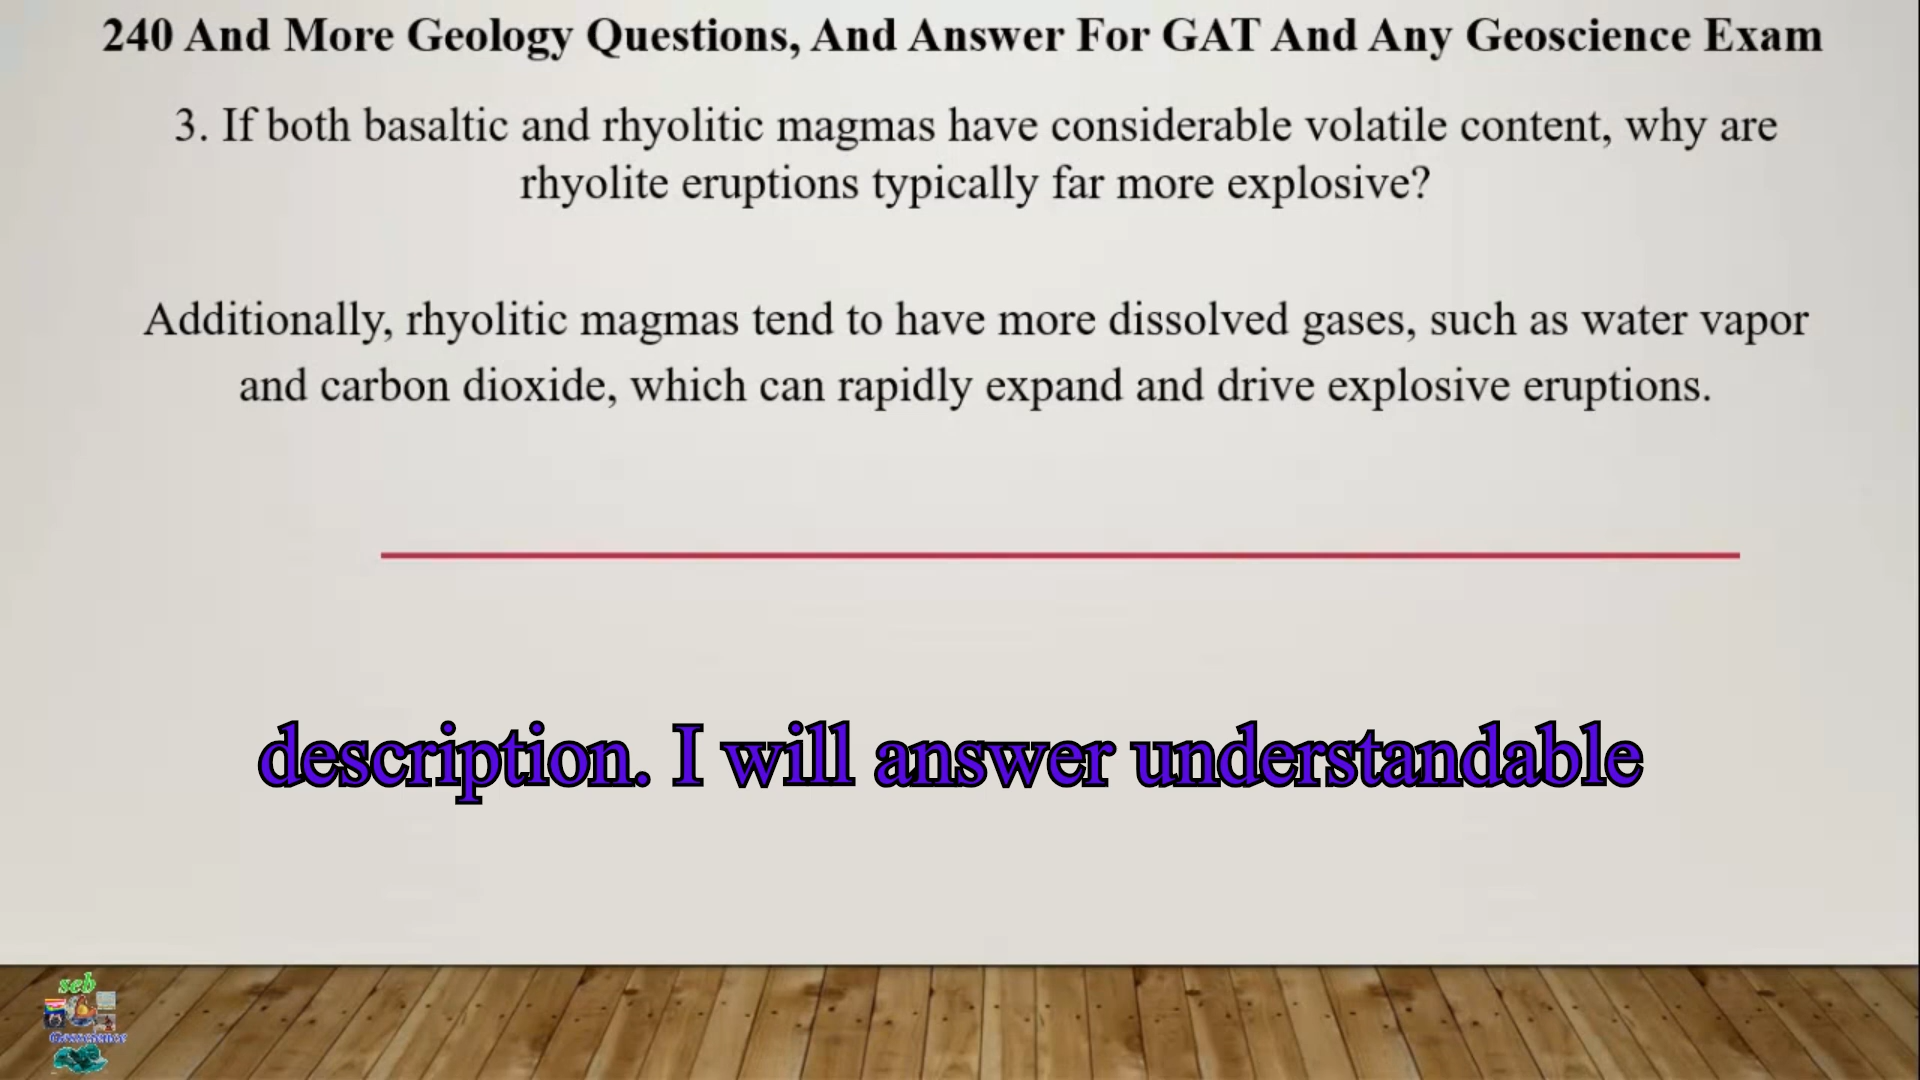 240 And More Geology Questions, And Answer For GAT And Any Geoscience Exam
3. If both basaltic and rhyolitic magmas have considerable volatile content, why are
rhyolite eruptions typically far more explosive?
Additionally, rhyolitic magmas tend to have more dissolved gases, such as water vapor
and carbon dioxide, which can rapidly expand and drive explosive eruptions.
description. I will answer understandable
seb
Geoscience